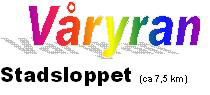 Våryran
Stadsloppet (ca 7,5 km)